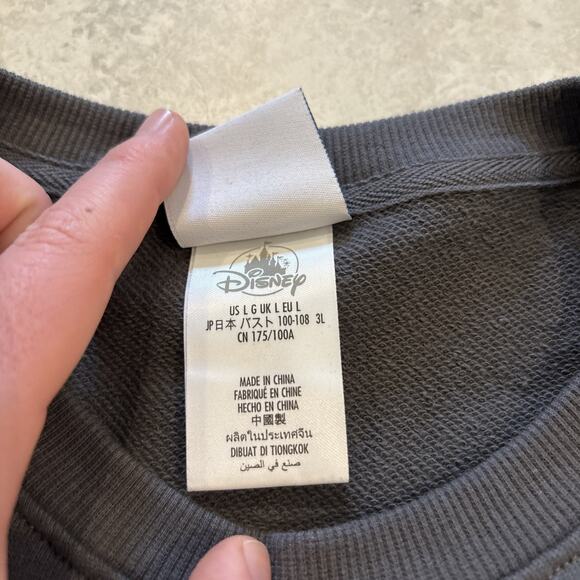 Disney
US L G UK L EU L
JP日本 バスト 100-108 3L
CN 175/100A
MADE IN CHINA
FABRIQUÉ EN CHINE
HECHO EN CHINA
中國製
ผลิตในประเทศจีน
DIBUAT DI TIONGKOK
صنع في الصين